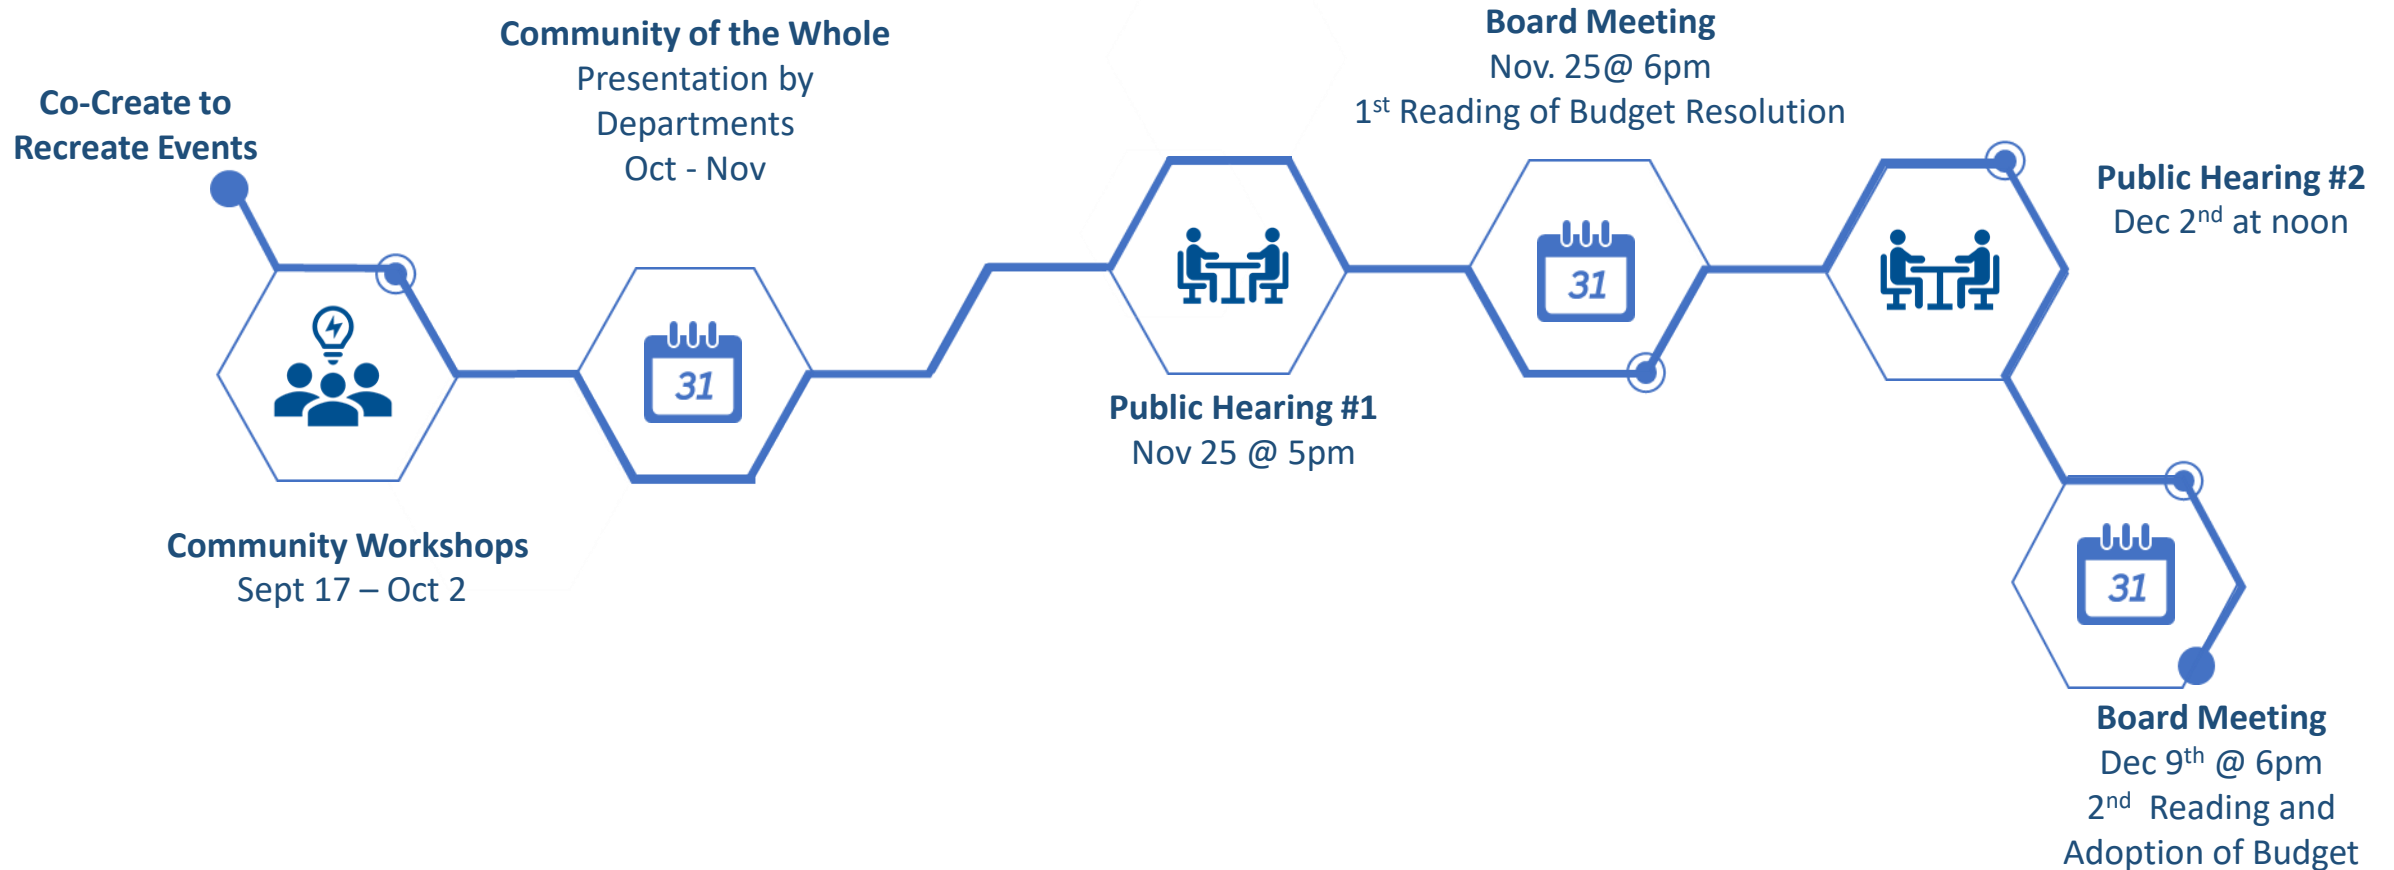 Co-Create to
Recreate Events
Community Workshops
Sept 17 – Oct 2
Community of the Whole
Presentation by
Departments
Oct - Nov
31
Public Hearing #1
Nov 25 @ 5pm
Board Meeting
Nov. 25@ 6pm
1st Reading of Budget Resolution
31
Public Hearing #2
Dec 2nd at noon
31
Board Meeting
Dec 9th @ 6pm
2nd Reading and
Adoption of Budget